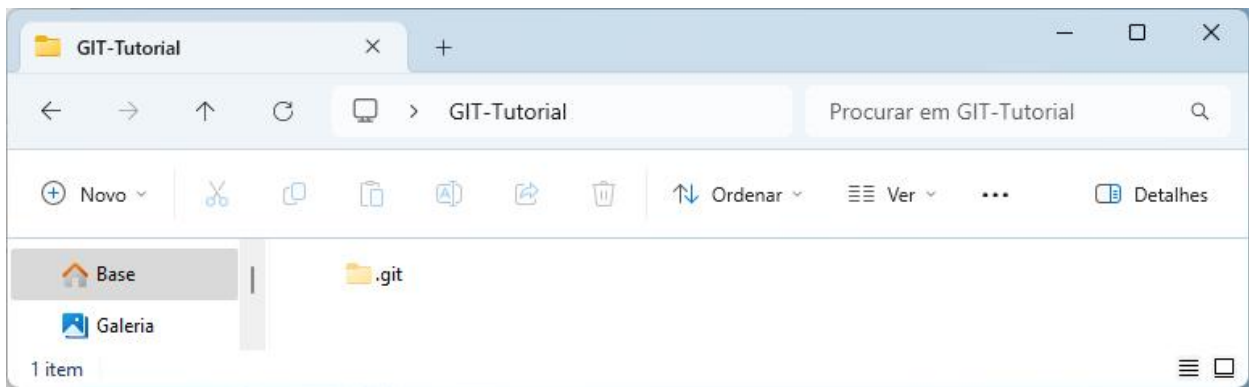 GIT-Tutorial
GIT-Tutorial Procurar em GIT-Tutorial
Novo Ordenar Ver Detalhes
Base .git
Galeria
1 item